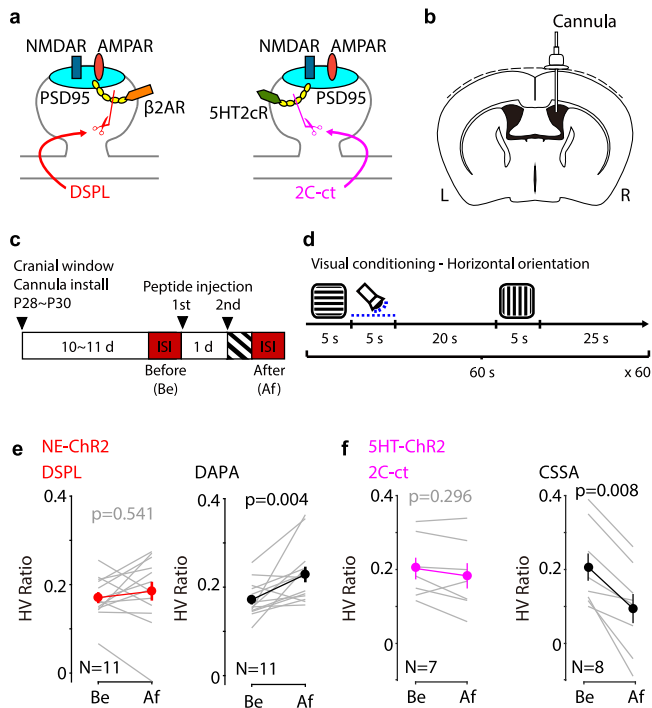 a
NMDAR AMPAR
PSD95
β2AR
DSPL
NMDAR AMPAR
5HT2cR
PSD95
2C-ct
b
Cannula
L
R
c
Cranial window
Cannula install
P28~P30
Peptide injection
1st
2nd
10~11 d
ISI
1 d
ISI
Before
(Be)
After
(Af)
d
Visual conditioning - Horizontal orientation
5 s
5 s
20 s
5 s
25 s
60 s
x 60
e
NE-ChR2
DSPL
p=0.541
HV Ratio
0.4
0.2
0
N=11
Be
Af
DAPA
p=0.004
HV Ratio
0.4
0.2
0
N=11
Be
Af
f
5HT-ChR2
2C-ct
p=0.296
HV Ratio
0.4
0.2
0
N=7
Be
Af
CSSA
p=0.008
HV Ratio
0.4
0.2
0
N=8
Be
Af